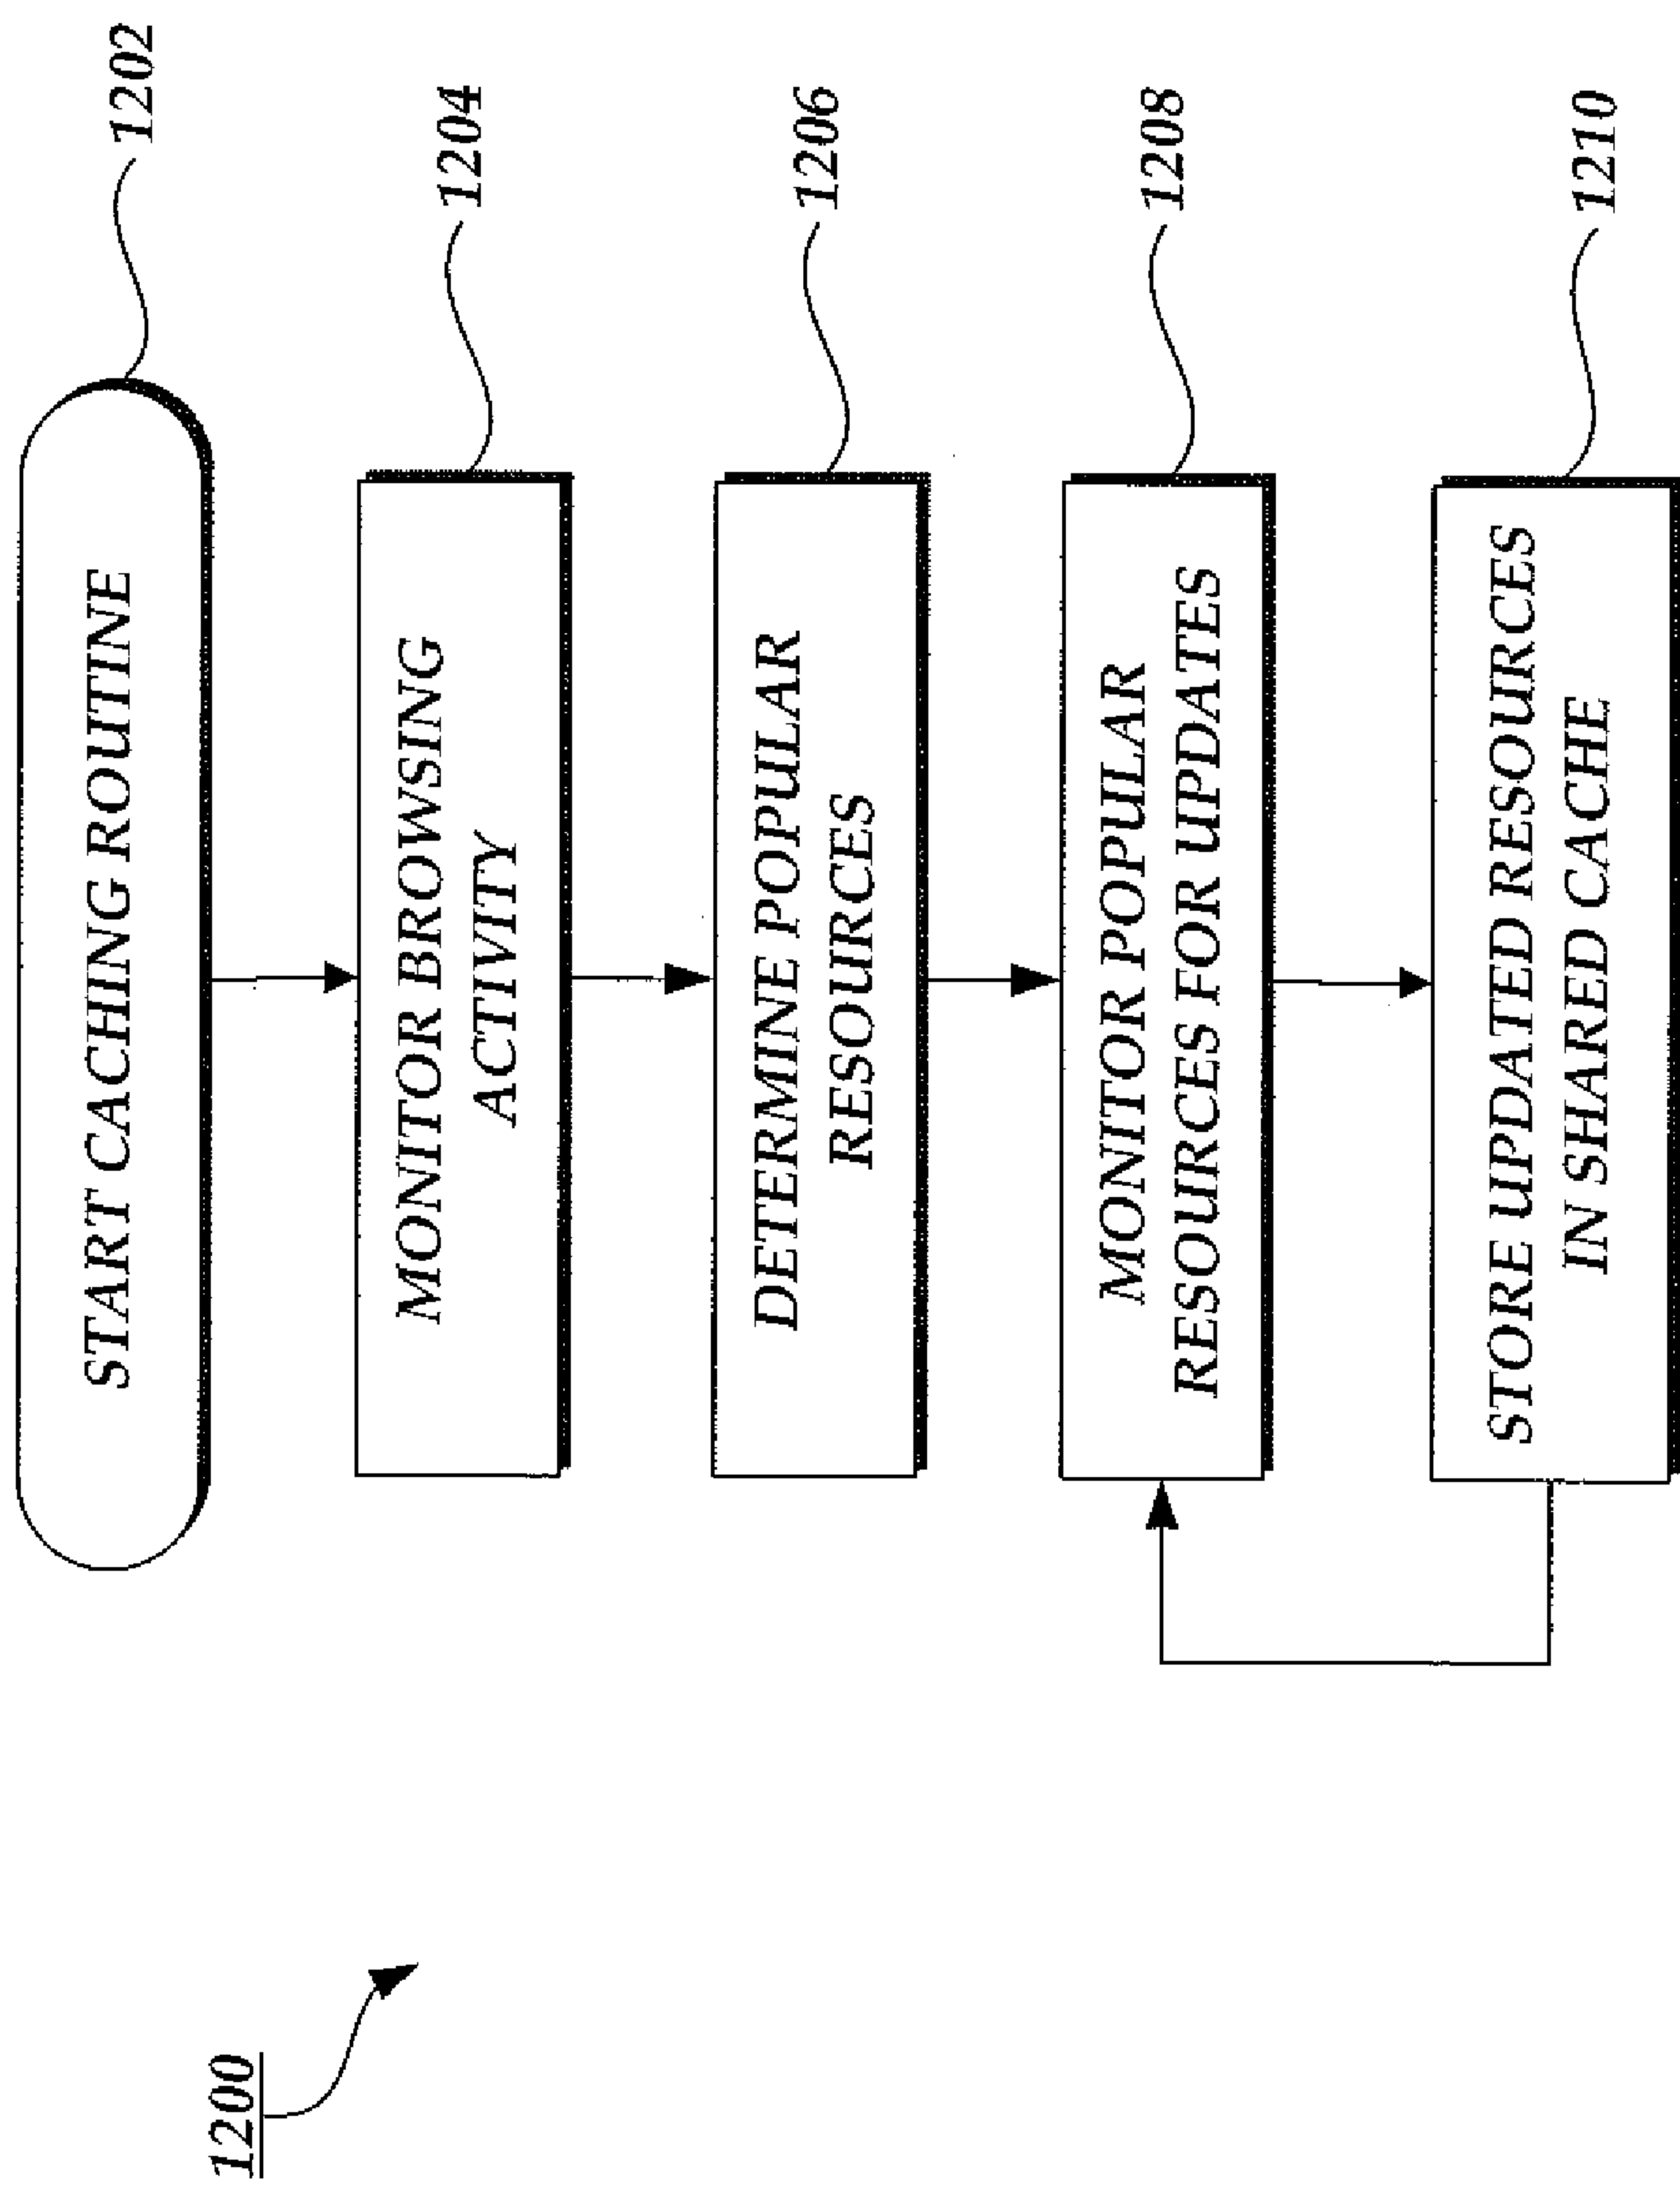 1200
START CACHING ROUTINE
1202
MONITOR BROWSING
ACTIVITY
1204
DETERMINE POPULAR
RESOURCES
1206
MONITOR POPULAR
RESOURCES FOR UPDATES
1208
STORE UPDATED RESOURCES
IN SHARED CACHE
1210